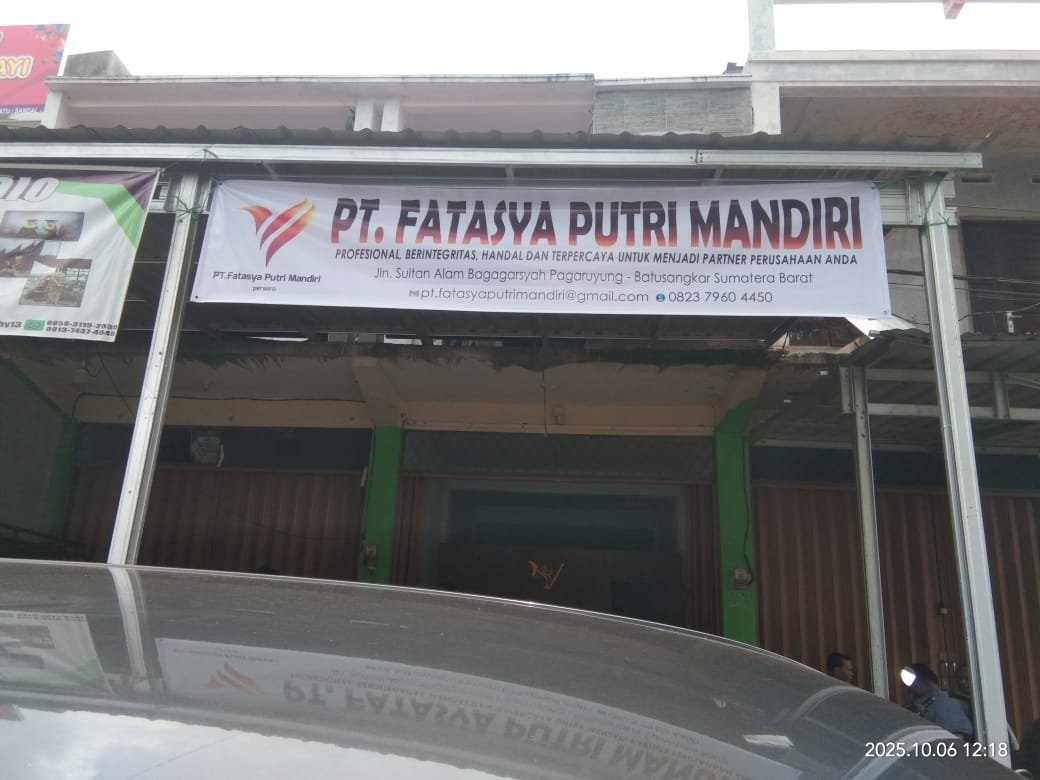 AYI
PT. FATASYA PUTRI MANDIRI
PROFESIONAL, BERINTEGRITAS, HANDAL DAN TERPERCAYA UNTUK MENJADI PARTNER PERUSAHAAN ANDA
PT.Fatasya Putri Mandiri
persero
Jln. Sultan Alam Bagagarsyah Pagaruyung - Batusangkar Sumatera Barat
pt.fatasyaputrimandiri@gmail.com 0823 7960 4450
2025.10.06 12:18